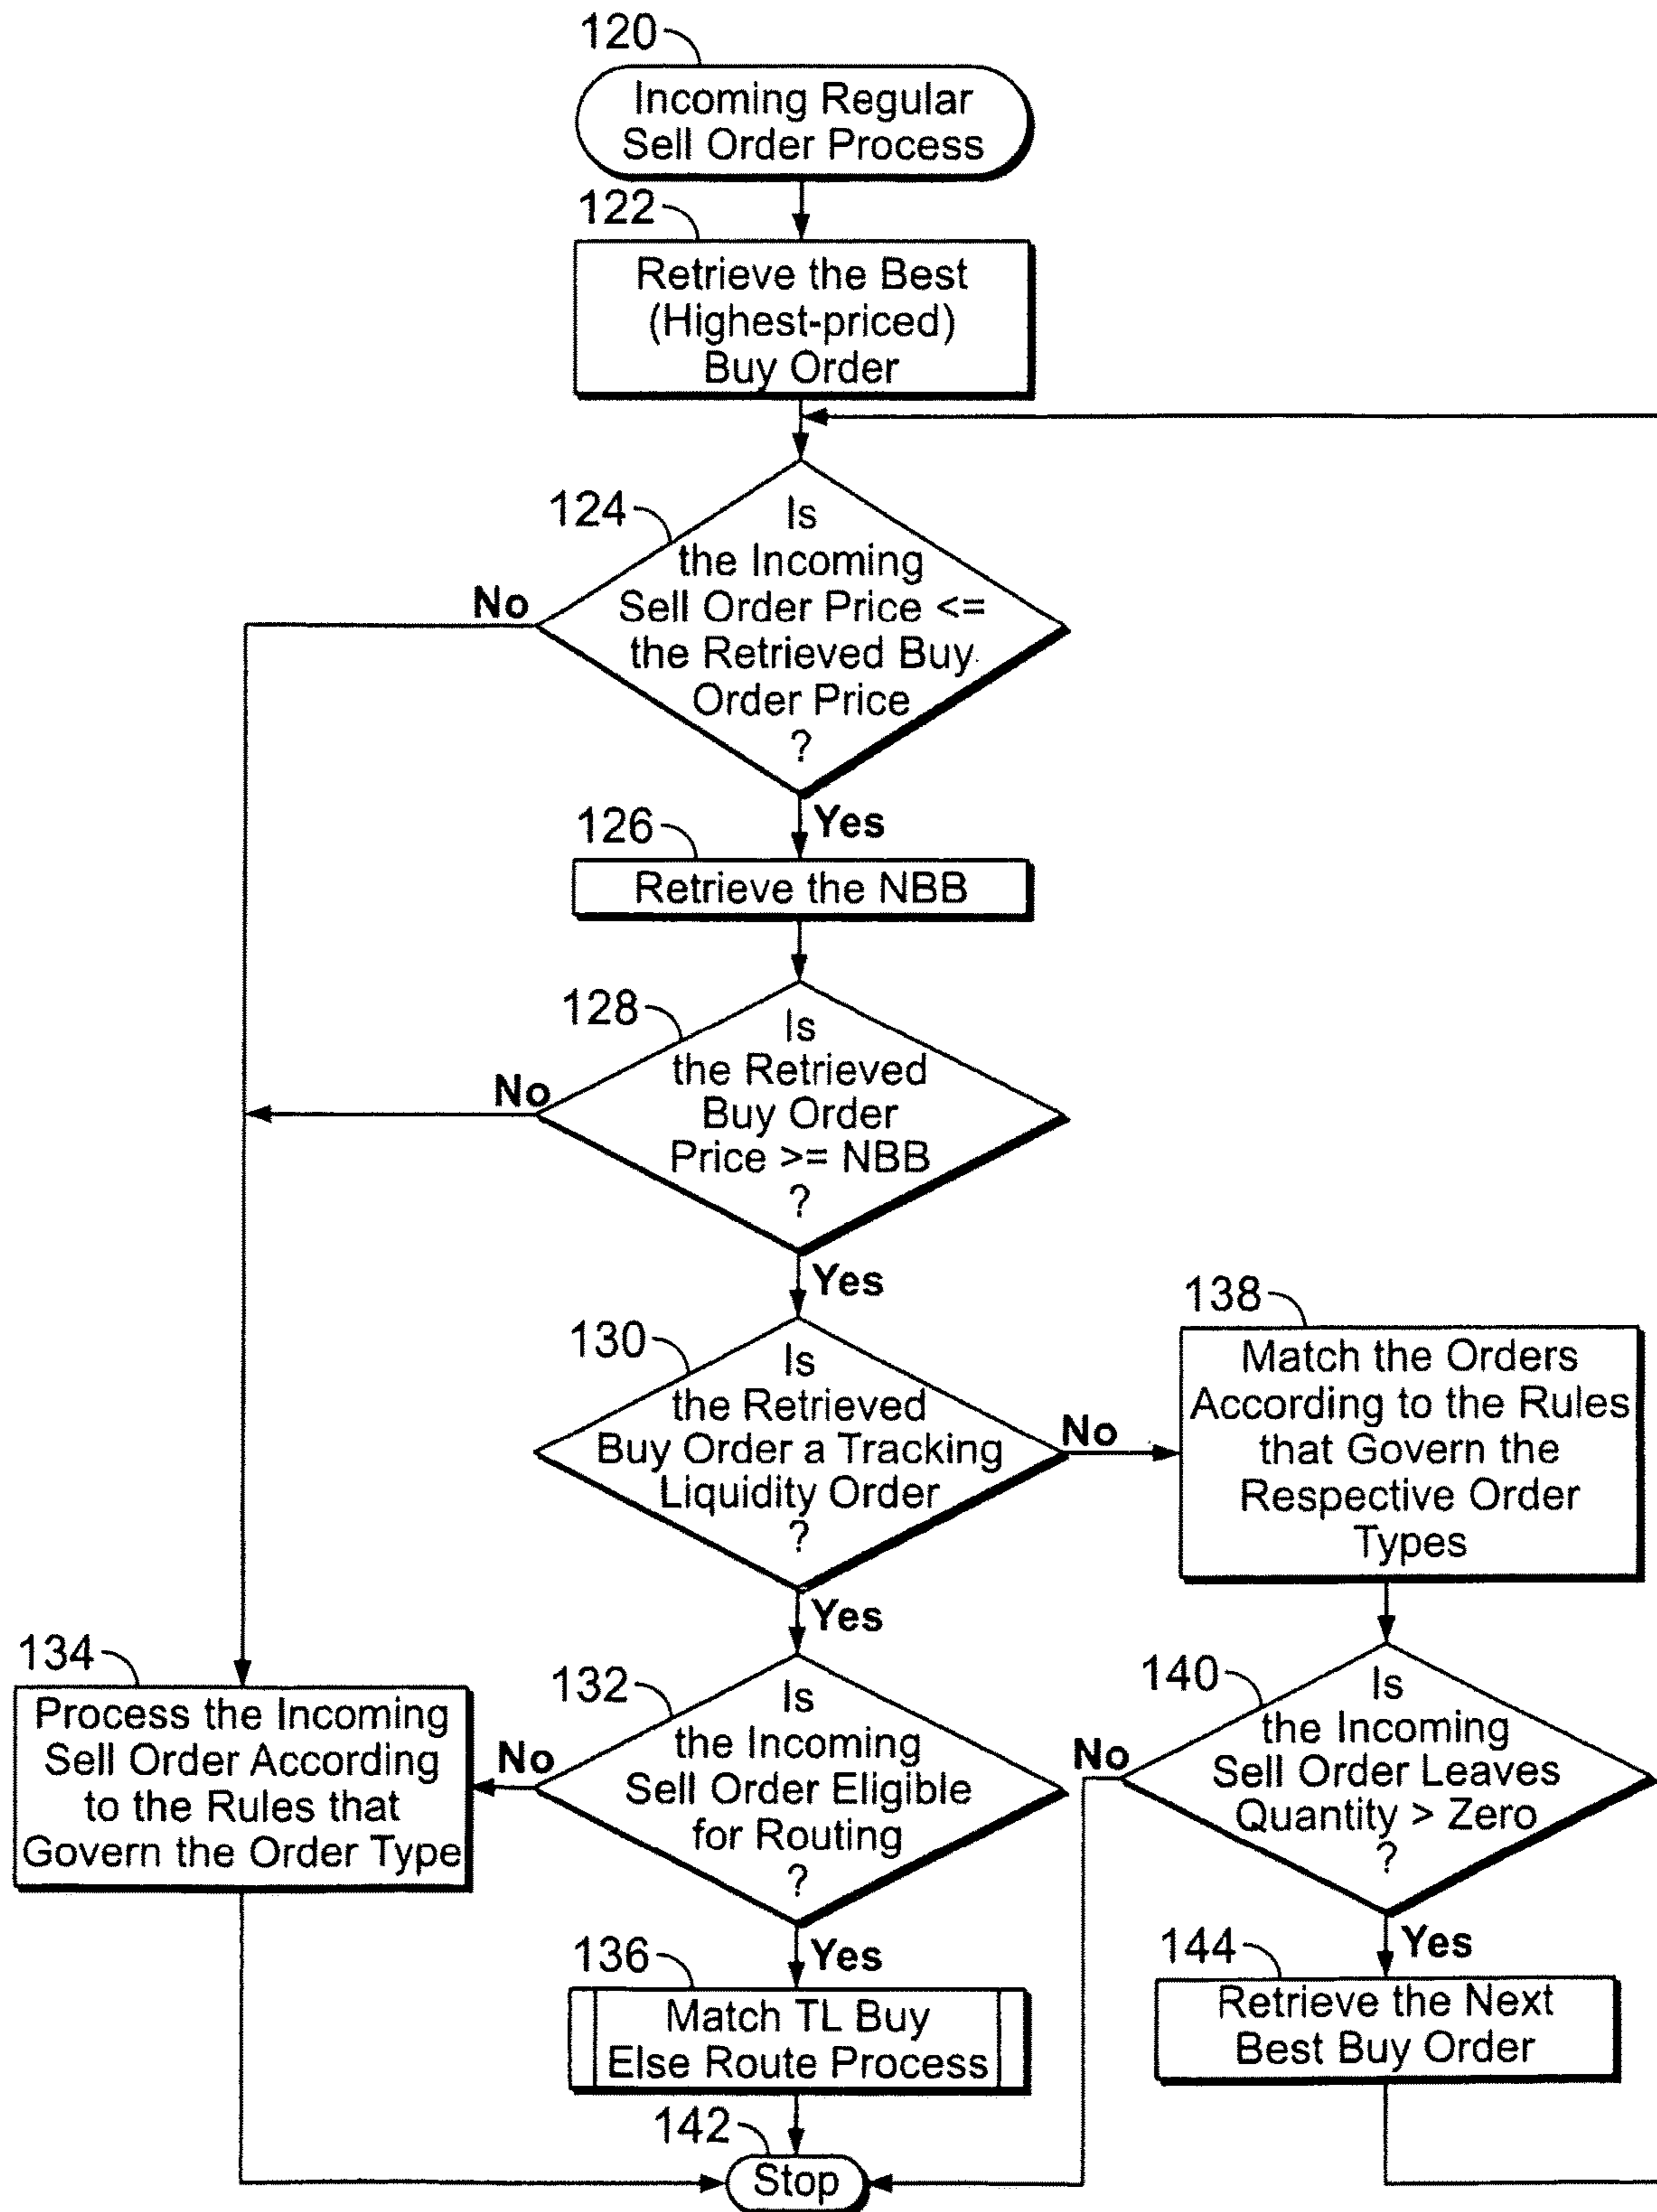 120
Incoming Regular
Sell Order Process
122
Retrieve the Best
(Highest-priced)
Buy Order
124
Is
the Incoming
Sell Order Price <=
the Retrieved Buy
Order Price
?
No
Yes
126
Retrieve the NBB
128
Is
the Retrieved
Buy Order
Price >= NBB
?
No
Yes
130
Is
the Retrieved
Buy Order a Tracking
Liquidity Order
?
No
Yes
138
Match the Orders
According to the Rules
that Govern the
Respective Order
Types
134
Process the Incoming
Sell Order According
to the Rules that
Govern the Order Type
132
Is
the Incoming
Sell Order Eligible
for Routing
?
No
Yes
140
Is
the Incoming
Sell Order Leaves
Quantity > Zero
?
No
Yes
136
Match TL Buy
Else Route Process
144
Retrieve the Next
Best Buy Order
142
Stop